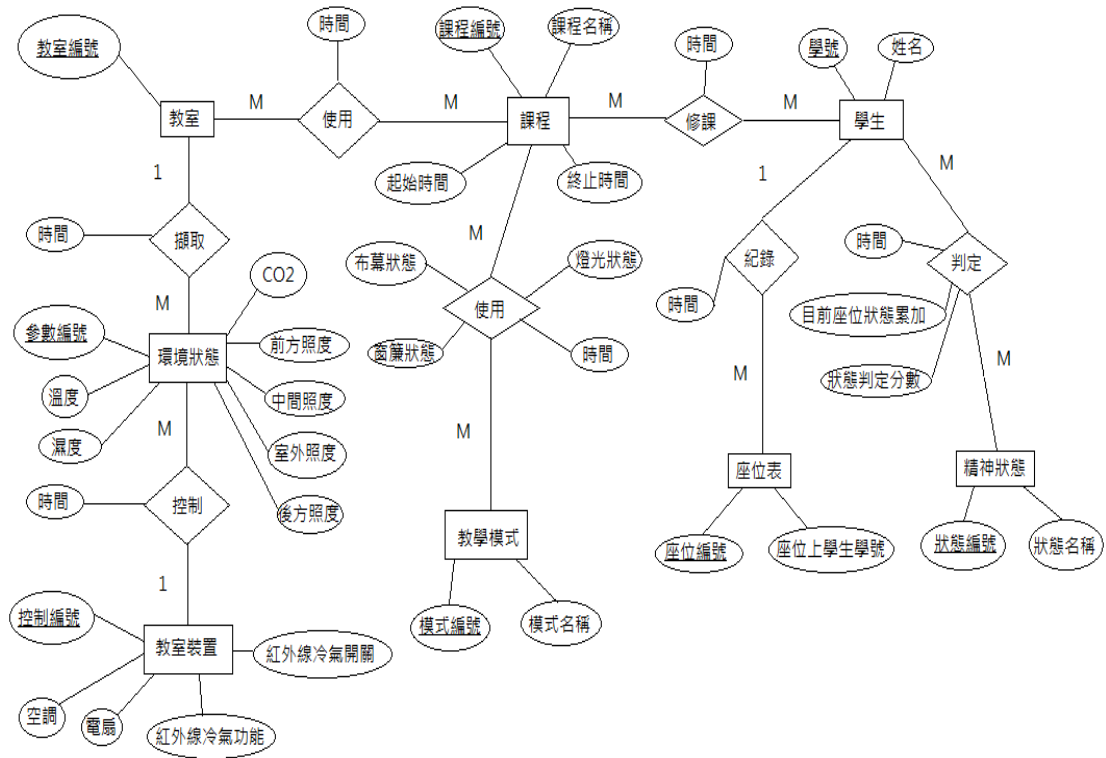 教室編號
時間
課程編號
課程名稱
時間
學號
姓名
教室
M
使用
M
課程
M
修課
M
學生
起始時間
終止時間
1
1
M
時間
擷取
M
布幕狀態
燈光狀態
紀錄
時間
判定
CO2
時間
目前座位狀態累加
M
使用
參數編號
環境狀態
前方照度
窗簾狀態
時間
M
M
狀態判定分數
溫度
中間照度
濕度
M
室外照度
M
座位表
精神狀態
時間
控制
後方照度
教學模式
座位編號
座位上學生學號
狀態編號
狀態名稱
1
控制編號
模式編號
模式名稱
教室裝置
紅外線冷氣開關
空調
電扇
紅外線冷氣功能